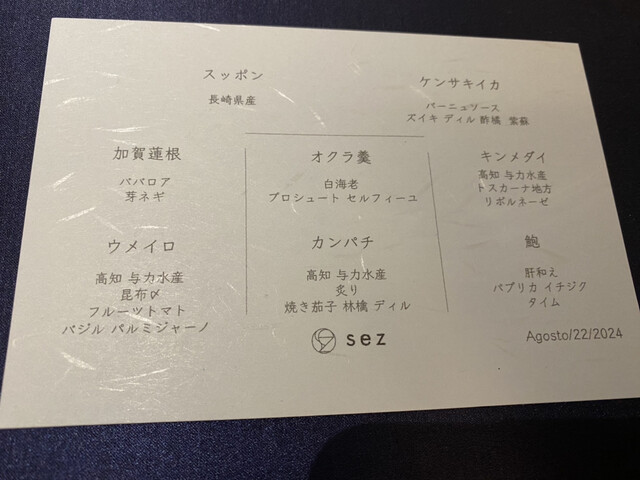 スッポン
長崎県産
ケンサキイカ
バーニュソース
ズイキ ディル 酢橘 紫蘇
加賀蓮根
ババロア
芽ネギ
オクラ羹
白海老
プロシュート セルフィーユ
キンメダイ
高知 与力水産
トスカーナ地方
リボルネーゼ
ウメイロ
高知 与力水産
昆布〆
フルーツトマト
バジル パルミジャーノ
カンパチ
高知 与力水産
炙り
焼き茄子 林檎 ディル
鮑
肝和え
パプリカ イチジク
タイム
sez
Agosto/22/2024